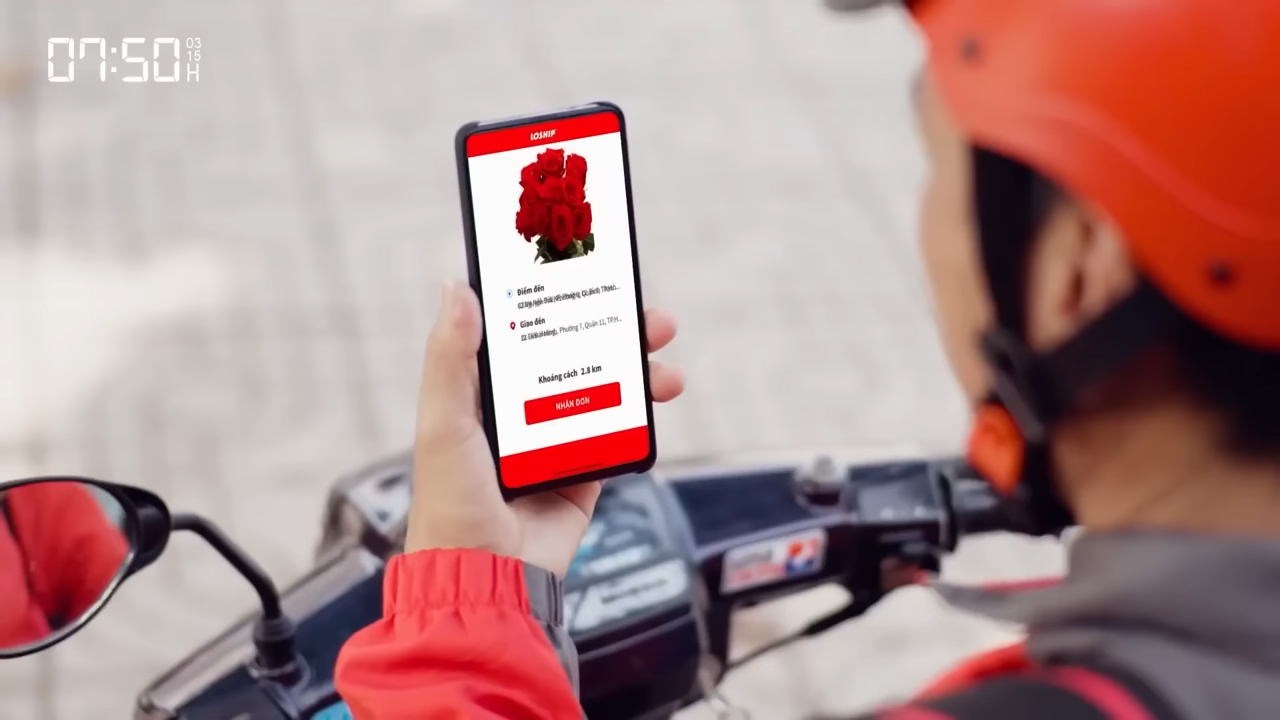 07:50
03
15
H
LOSHIP
Điểm đến
Giao đến
Phường 7, Quận 11, TP.H...
Khoảng cách 2.8 km
NHẬN ĐƠN